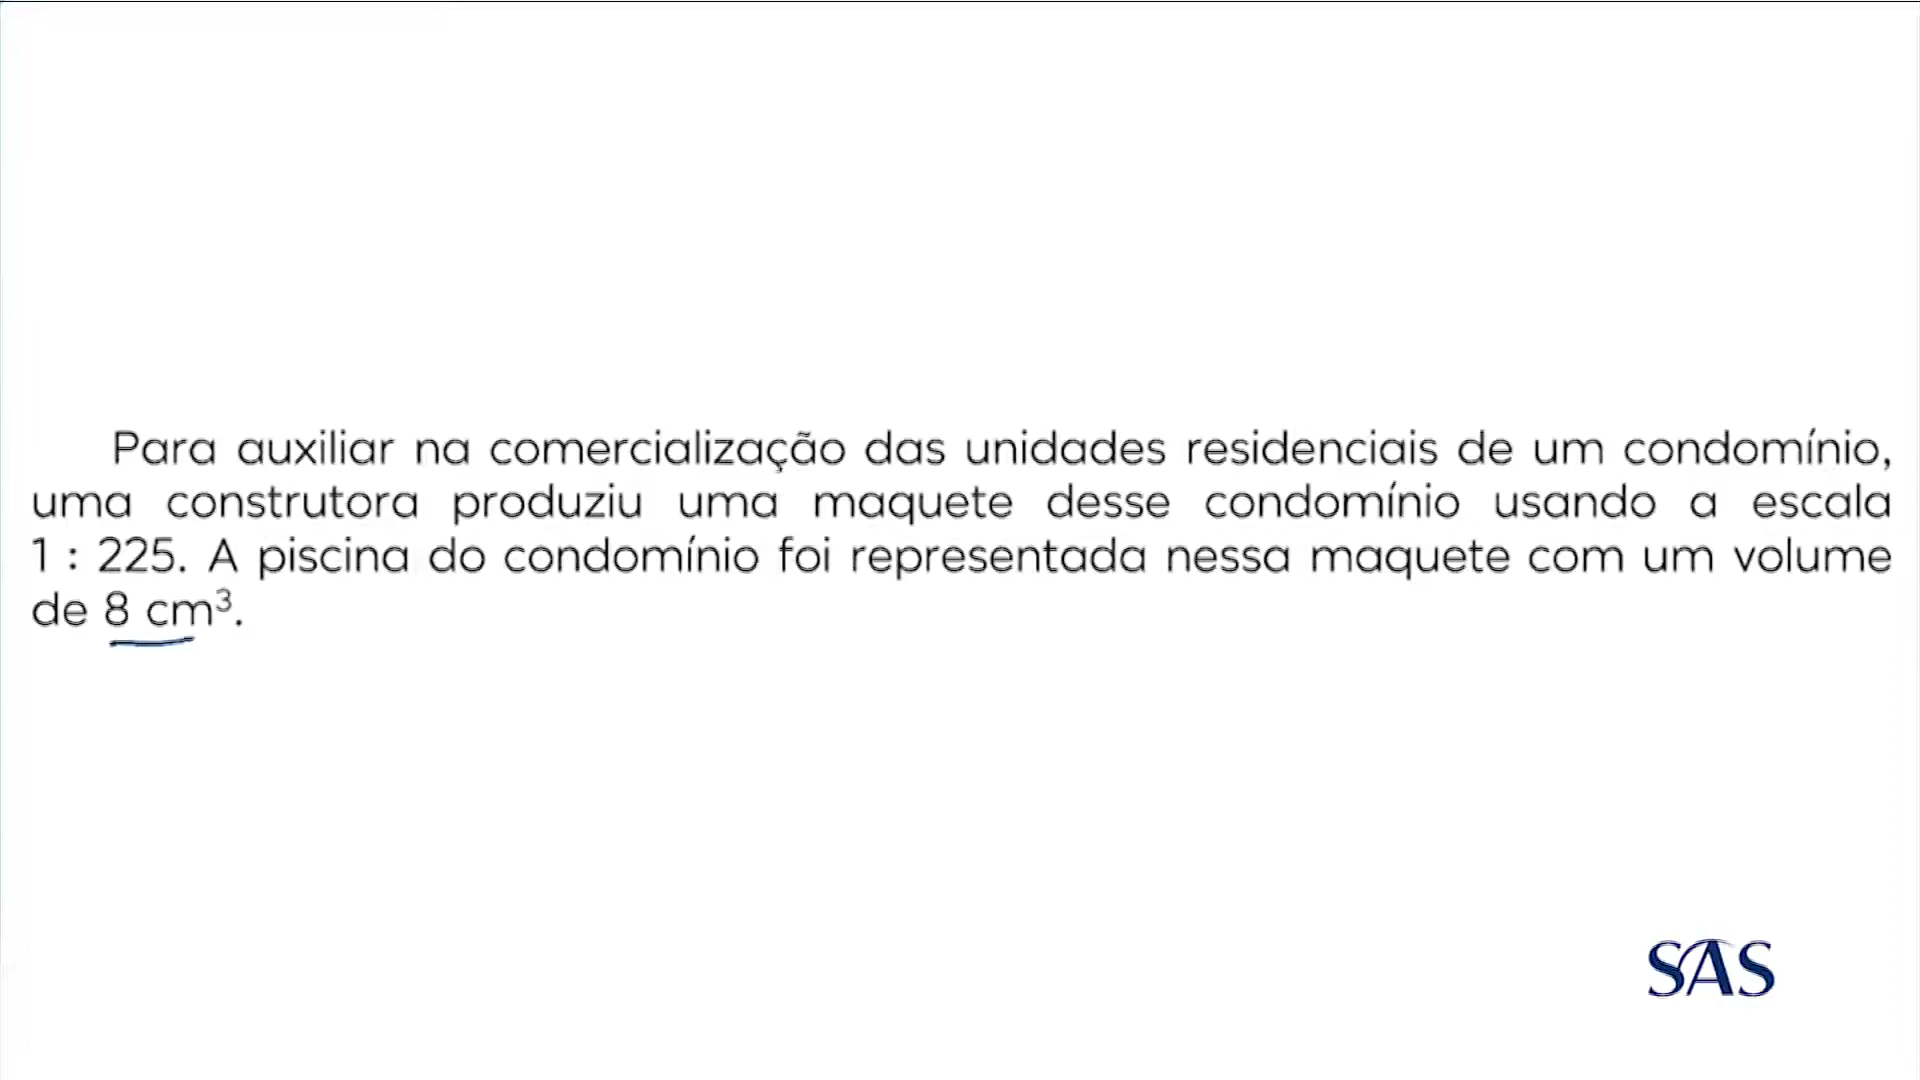 Para auxiliar na comercialização das unidades residenciais de um condomínio,
uma construtora produziu uma maquete desse condomínio usando a escala
1 : 225. A piscina do condomínio foi representada nessa maquete com um volume
de 8 cm³.
SAS